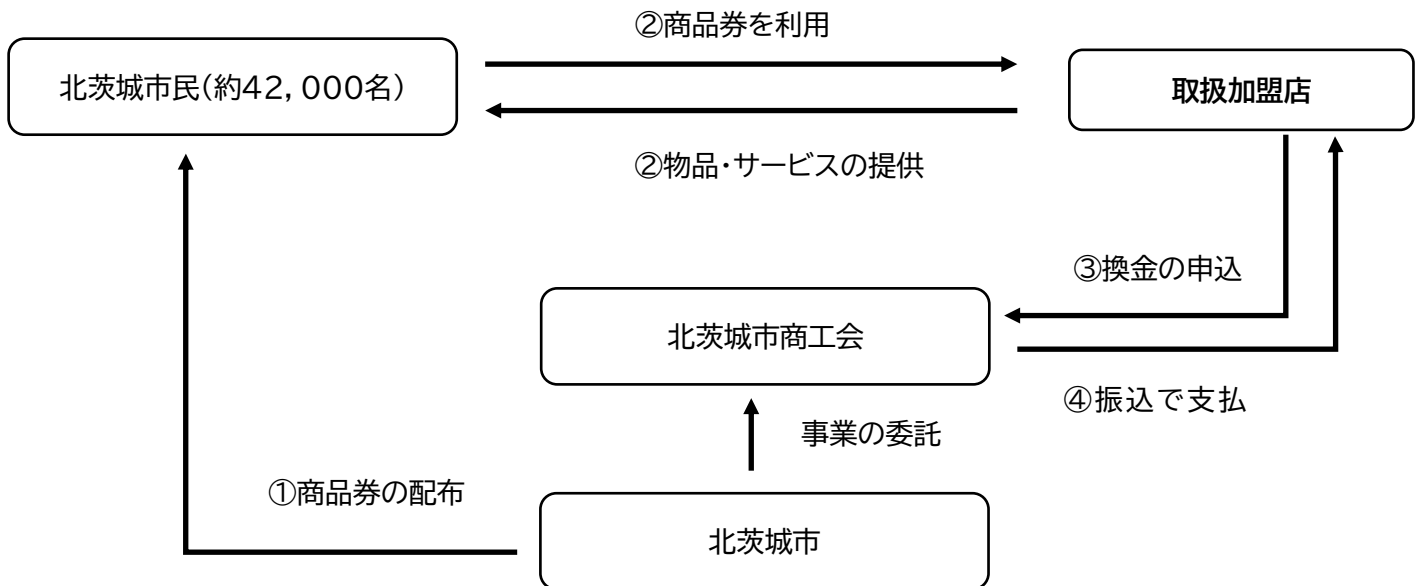 ②商品券を利用
北茨城市民(約42,000名)
取扱加盟店
②物品・サービスの提供
③換金の申込
北茨城市商工会
④振込で支払
事業の委託
①商品券の配布
北茨城市